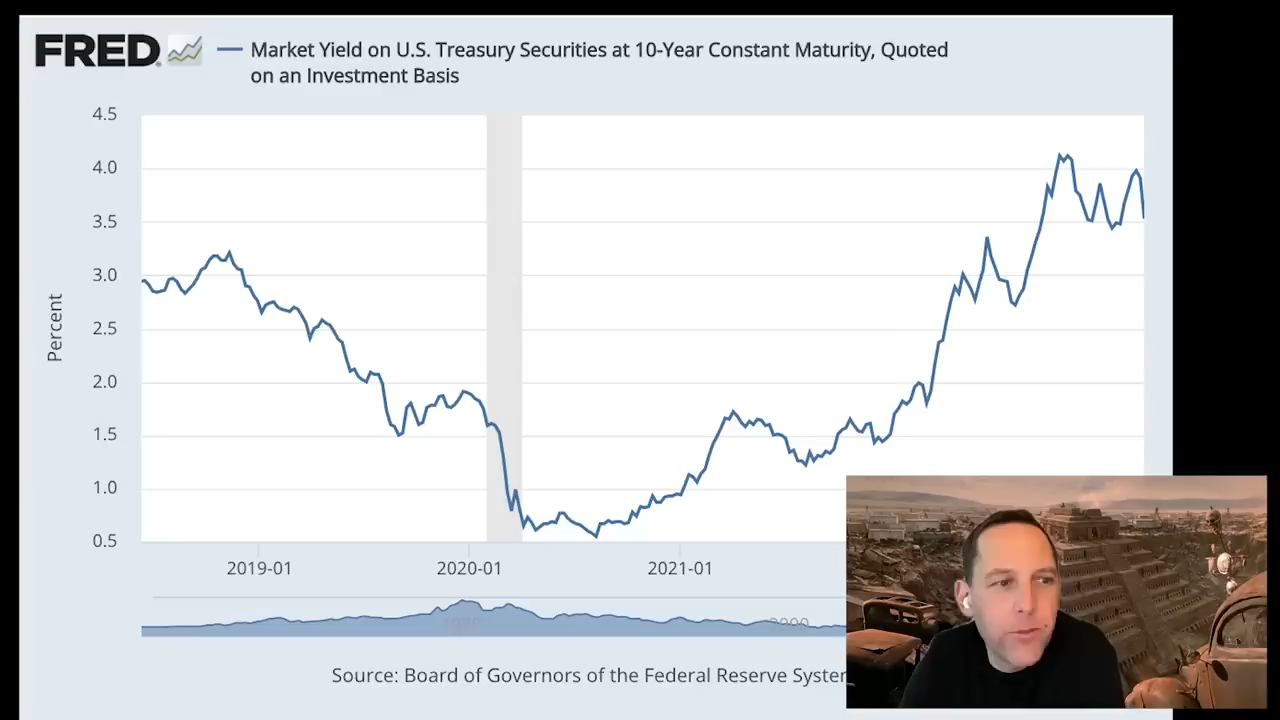 FRED
Market Yield on U.S. Treasury Securities at 10-Year Constant Maturity, Quoted
on an Investment Basis
4.5
4.0
3.5
3.0
2.5
2.0
1.5
1.0
0.5
Percent
2019-01 2020-01 2021-01
2000
Source: Board of Governors of the Federal Reserve System